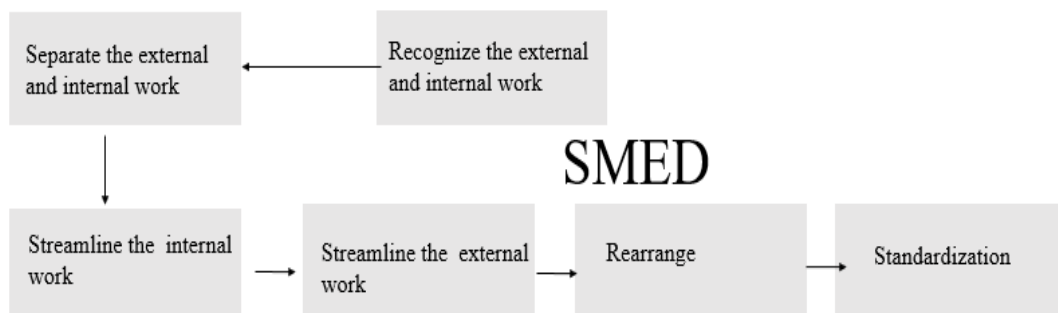 Separate the external
and internal work
Recognize the external
and internal work
SMED
Streamline the internal
work
Streamline the external
work
Rearrange
Standardization